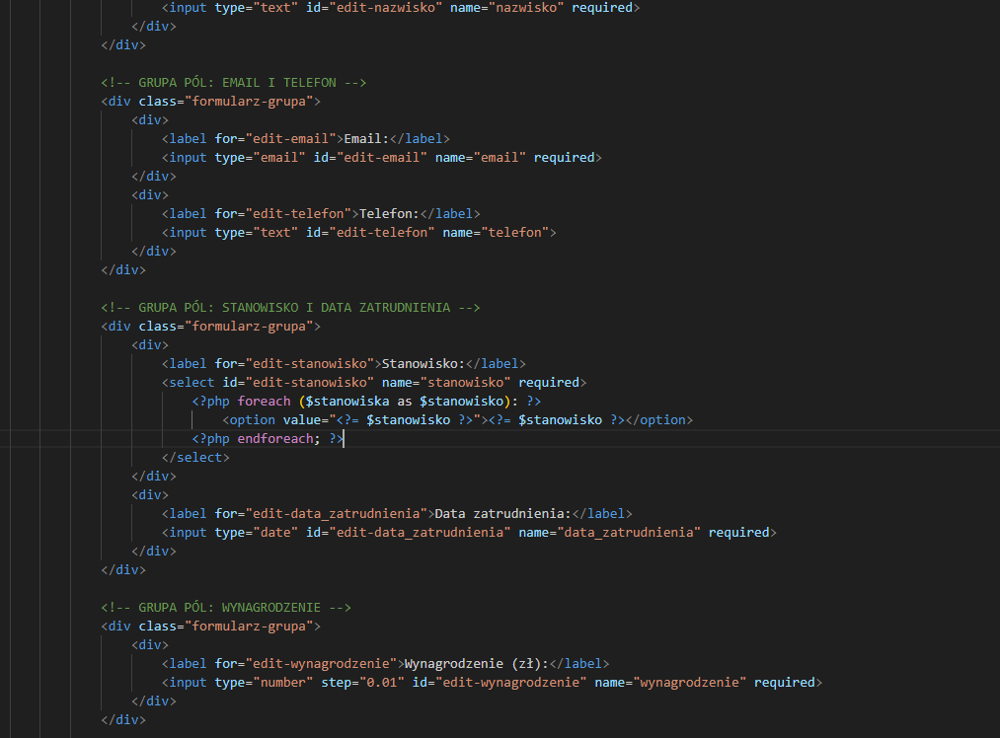 <input type="text" id="edit-nazwisko" name="nazwisko" required>
</div>
</div>
<!-- GRUPA PÓL: EMAIL I TELEFON -->
<div class="formularz-grupa">
<div>
<label for="edit-email">Email:</label>
<input type="email" id="edit-email" name="email" required>
</div>
<div>
<label for="edit-telefon">Telefon:</label>
<input type="text" id="edit-telefon" name="telefon">
</div>
</div>
<!-- GRUPA PÓL: STANOWISKO I DATA ZATRUDNIENIA -->
<div class="formularz-grupa">
<div>
<label for="edit-stanowisko">Stanowisko:</label>
<select id="edit-stanowisko" name="stanowisko" required>
<?php foreach ($stanowiska as $stanowisko): ?>
<option value="<?= $stanowisko ?>"><?= $stanowisko ?></option>
<?php endforeach; ?>
</select>
</div>
<div>
<label for="edit-data_zatrudnienia">Data zatrudnienia:</label>
<input type="date" id="edit-data_zatrudnienia" name="data_zatrudnienia" required>
</div>
</div>
<!-- GRUPA PÓL: WYNAGRODZENIE -->
<div class="formularz-grupa">
<div>
<label for="edit-wynagrodzenie">Wynagrodzenie (zł):</label>
<input type="number" step="0.01" id="edit-wynagrodzenie" name="wynagrodzenie" required>
</div>
</div>